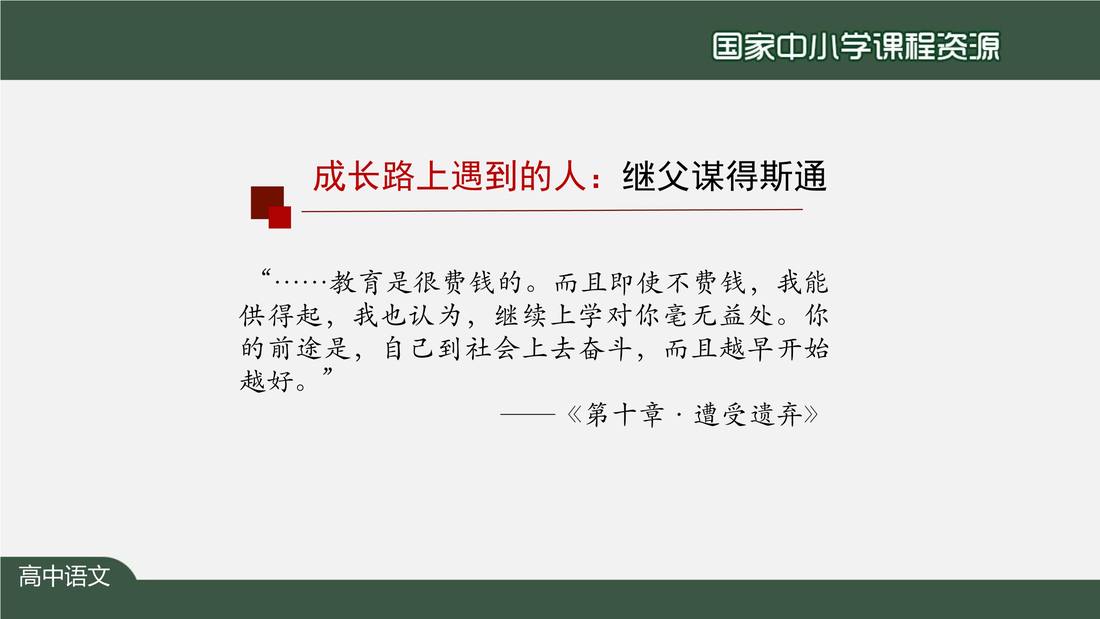 国家中小学课程资源
成长路上遇到的人：继父谋得斯通
“……教育是很费钱的。而且即使不费钱，我能
供得起，我也认为，继续上学对你毫无益处。你
的前途是，自己到社会上去奋斗，而且越早开始
越好。”
——《第十章·遭受遗弃》
高中语文